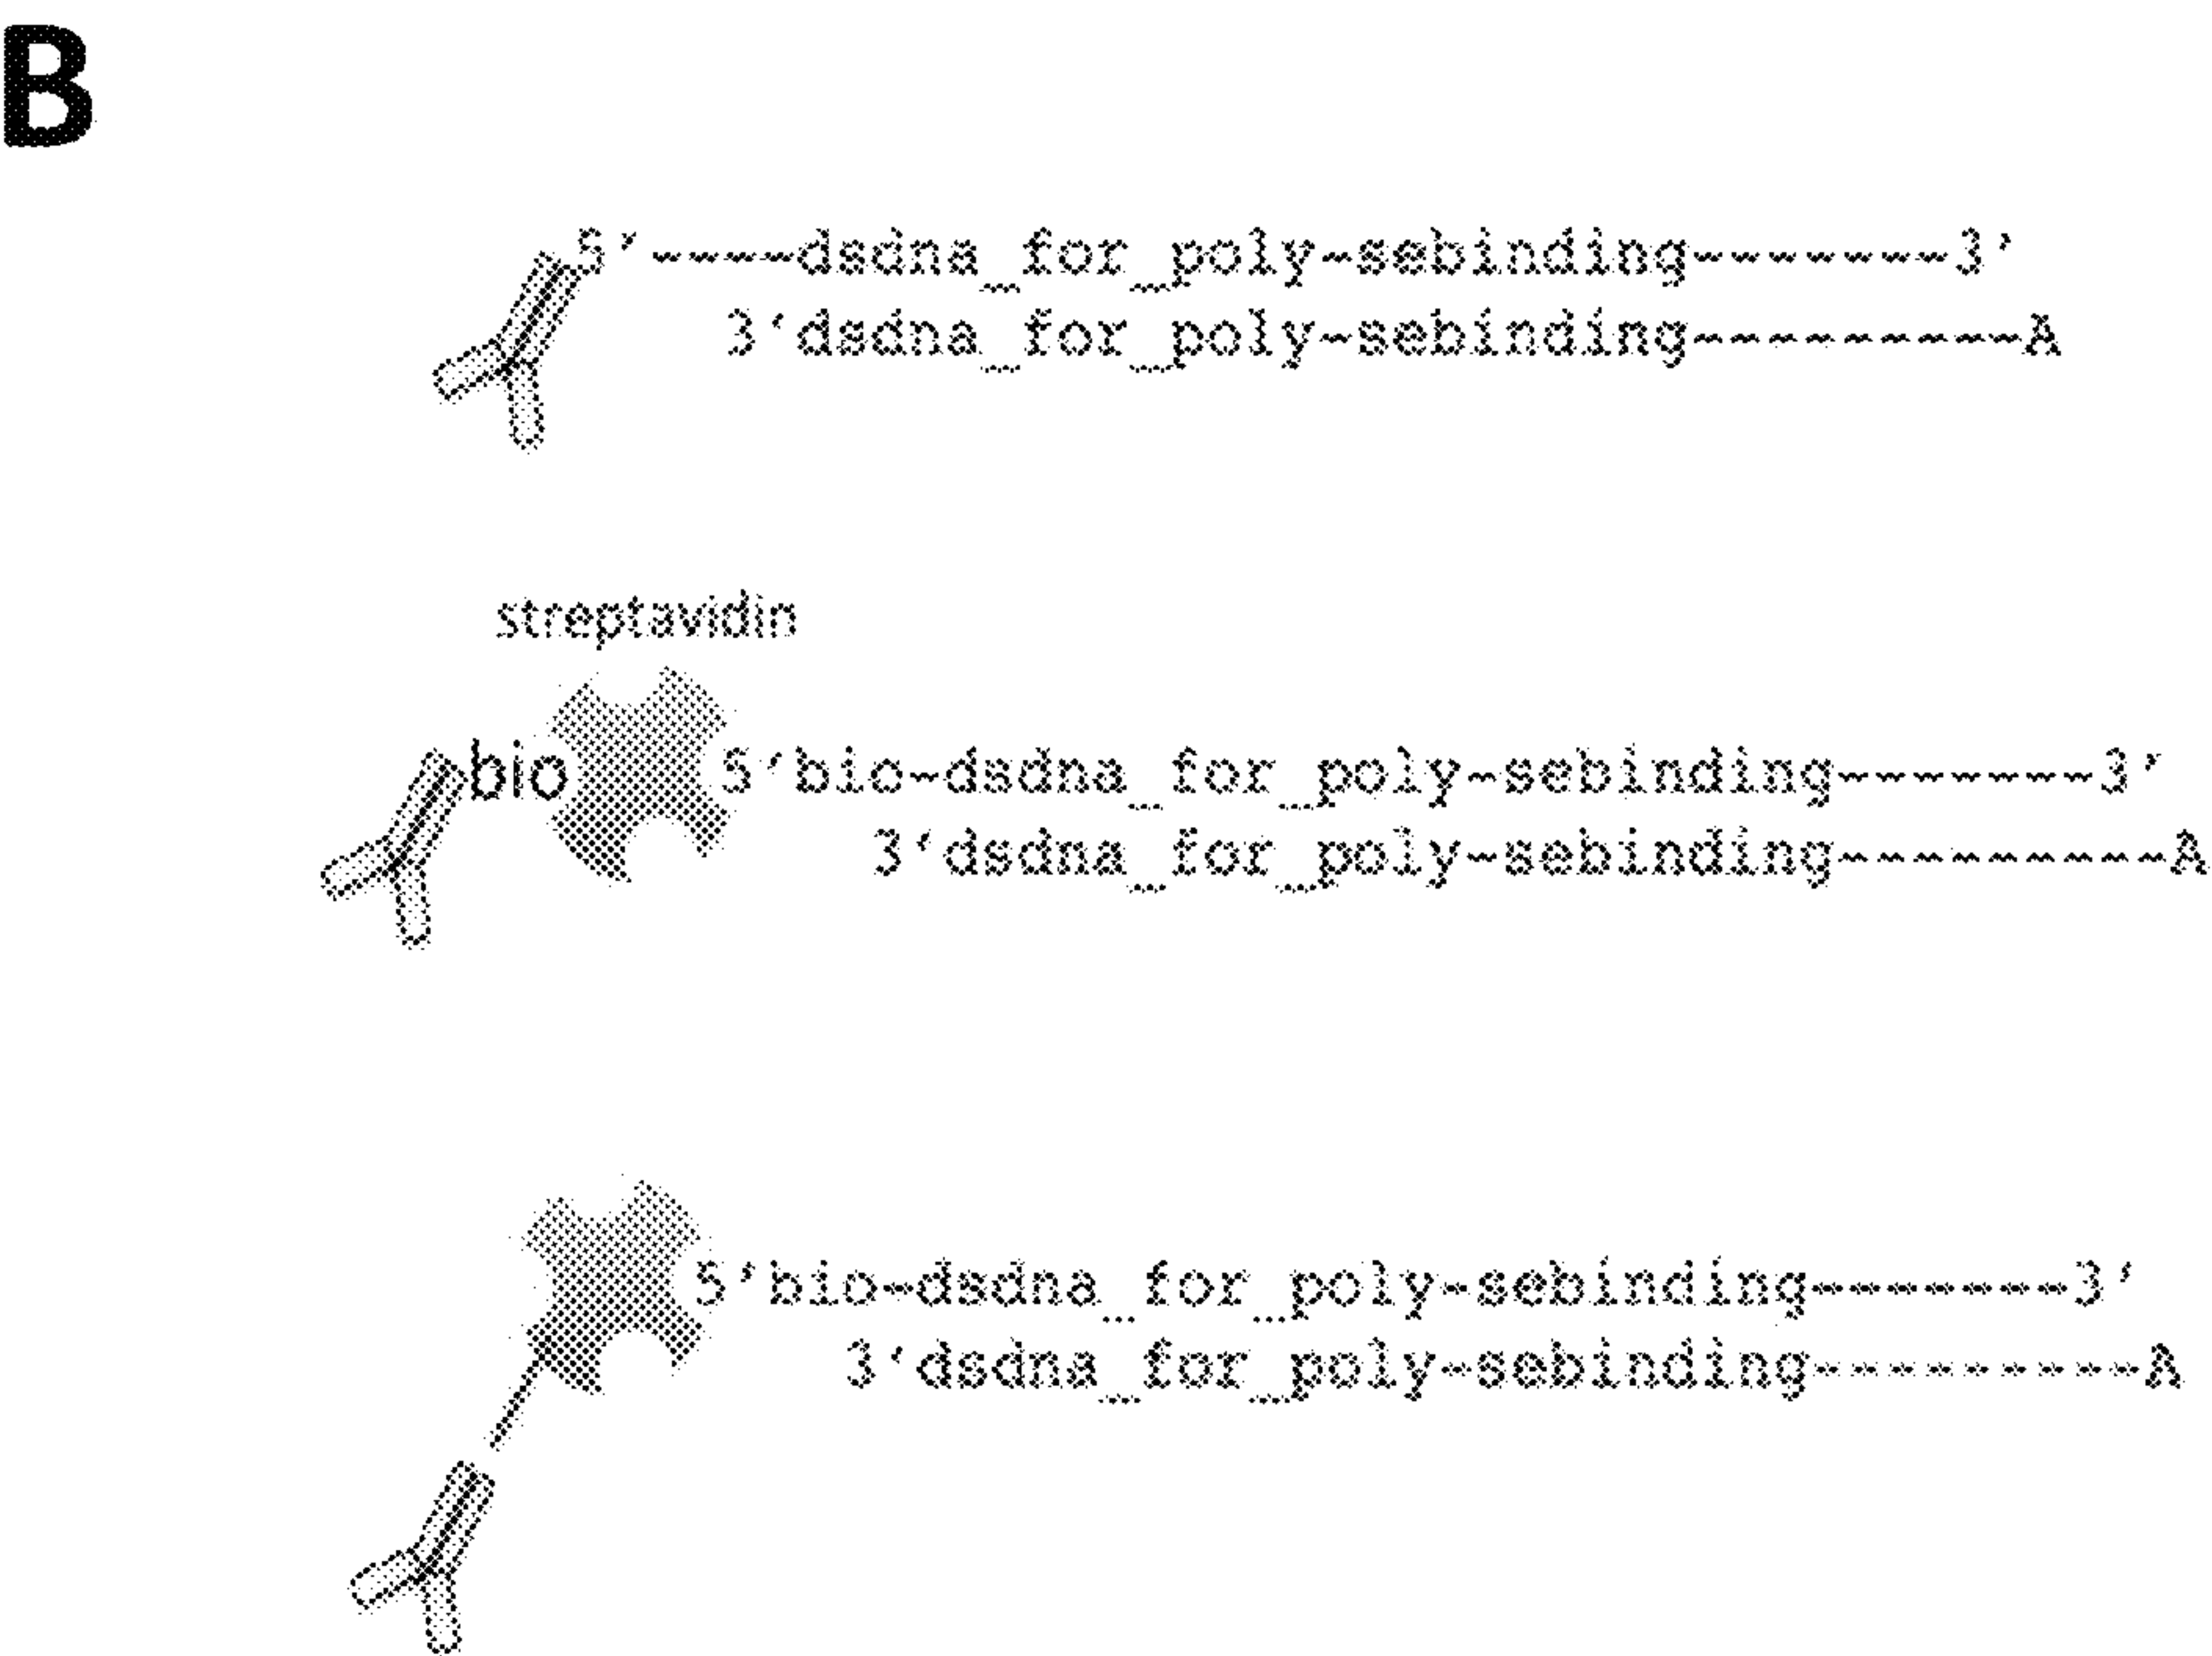 B
5'----dsdna_for_poly-sebinding-------3'
3'dsdna_for_poly-sebinding---------A
streptavidin
bio
5'bio-dsdna_for_poly-sebinding-------3'
3'dsdna_for_poly-sebinding---------A
5'bio-dsdna_for_poly-sebinding-------3'
3'dsdna_for_poly-sebinding---------A